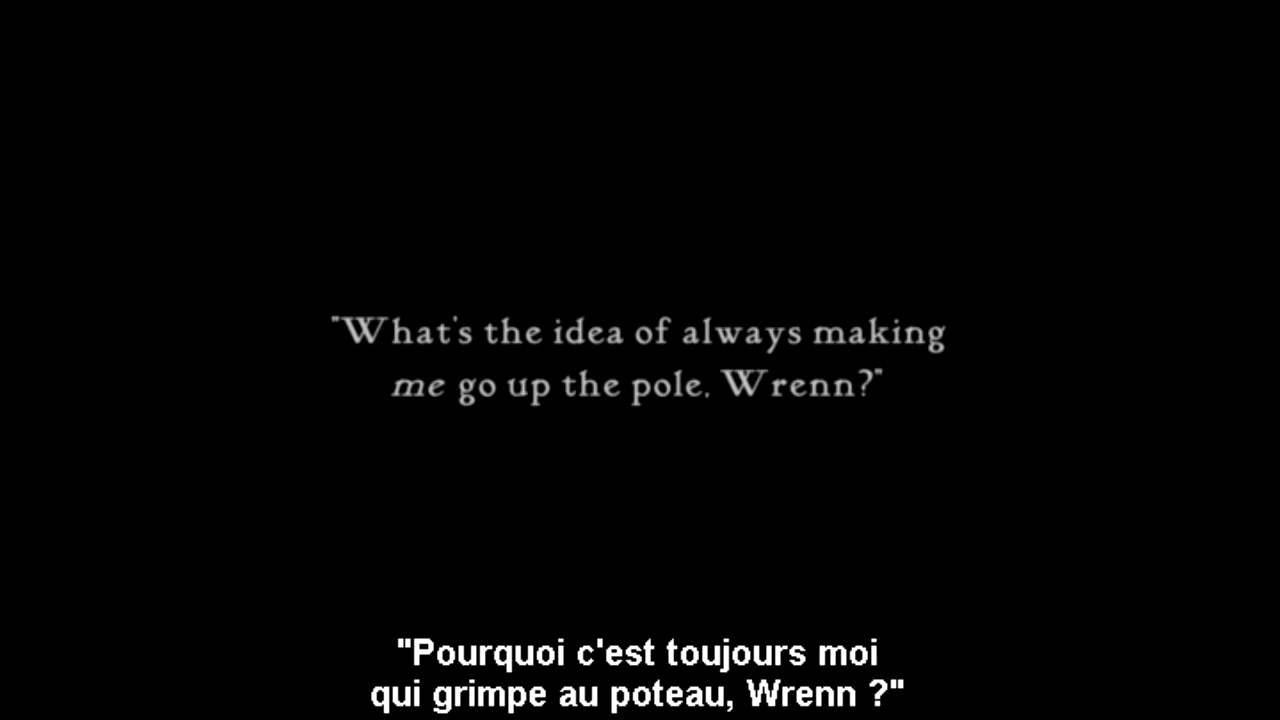 "What's the idea of always making
me go up the pole, Wrenn?"
"Pourquoi c'est toujours moi
qui grimpe au poteau, Wrenn ?"